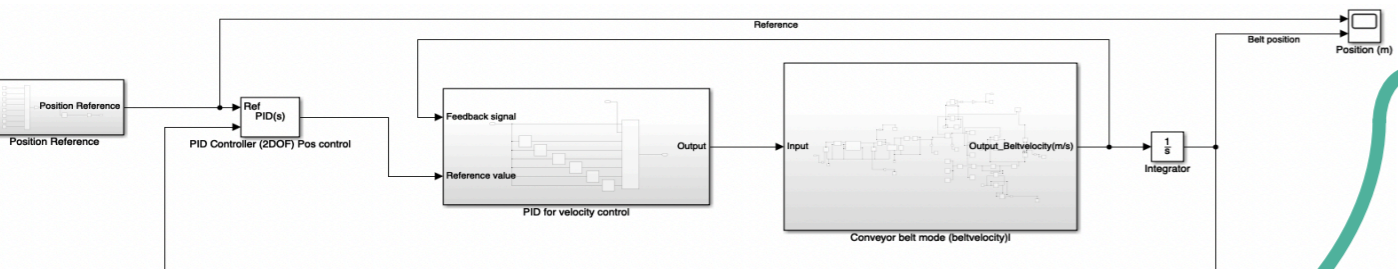 Reference
Belt position
Position (m)
Position Reference
Position Reference
Ref
PID(s)
PID Controller (2DOF) Pos control
Feedback signal
Reference value
Output
PID for velocity control
Input
Output_Beltvelocity(m/s)
Conveyor belt mode (beltvelocity)l
1
s
Integrator